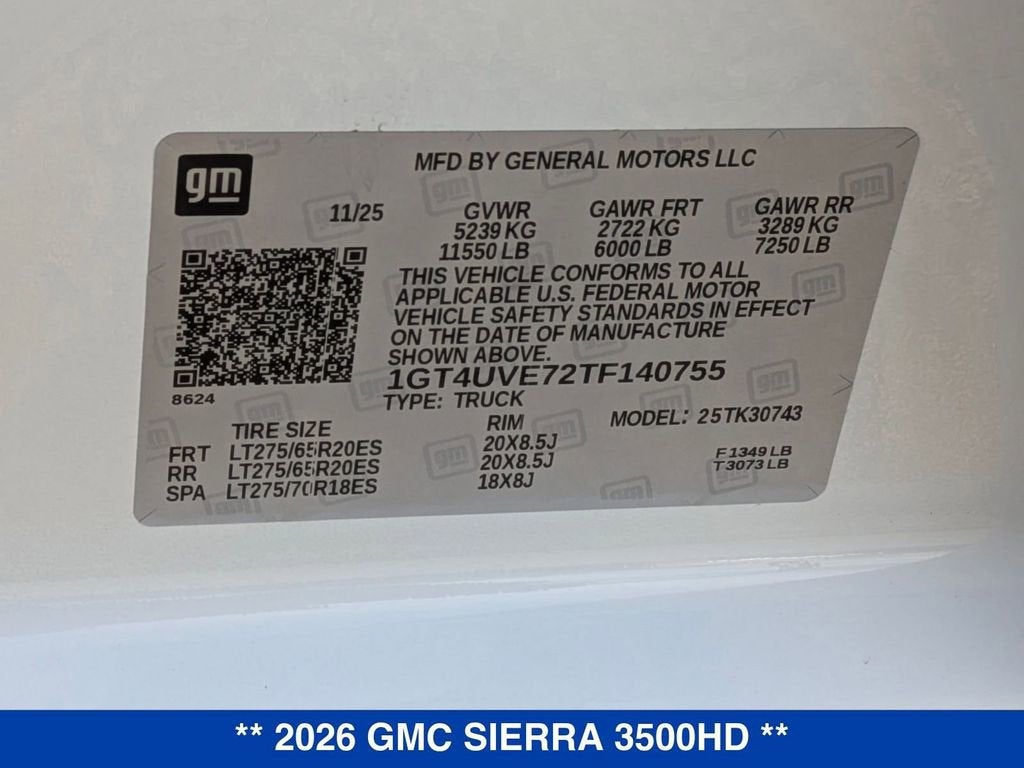 gm
MFD BY GENERAL MOTORS LLC
11/25 GVWR GAWR FRT GAWR RR
5239 KG 2722 KG 3289 KG
11550 LB 6000 LB 7250 LB
THIS VEHICLE CONFORMS TO ALL
APPLICABLE U.S. FEDERAL MOTOR
VEHICLE SAFETY STANDARDS IN EFFECT
ON THE DATE OF MANUFACTURE
SHOWN ABOVE.
1GT4UVE72TF140755
8624
TYPE: TRUCK
MODEL: 25TK30743
TIRE SIZE RIM
FRT LT275/65R20ES 20X8.5J
RR LT275/65R20ES 20X8.5J
SPA LT275/70R18ES 18X8J
F1349 LB
T3073 LB
** 2026 GMC SIERRA 3500HD **